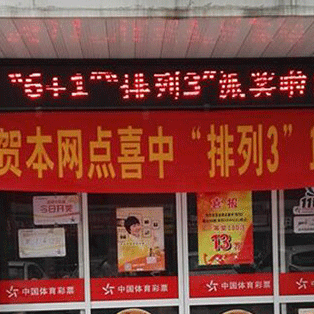 “6+1”“排列3”派奖啦
贺本网点喜中“排列3”1
今日开奖
喜报
13
中国体育彩票
中国体育彩票
中国体育彩票
中国体育彩票